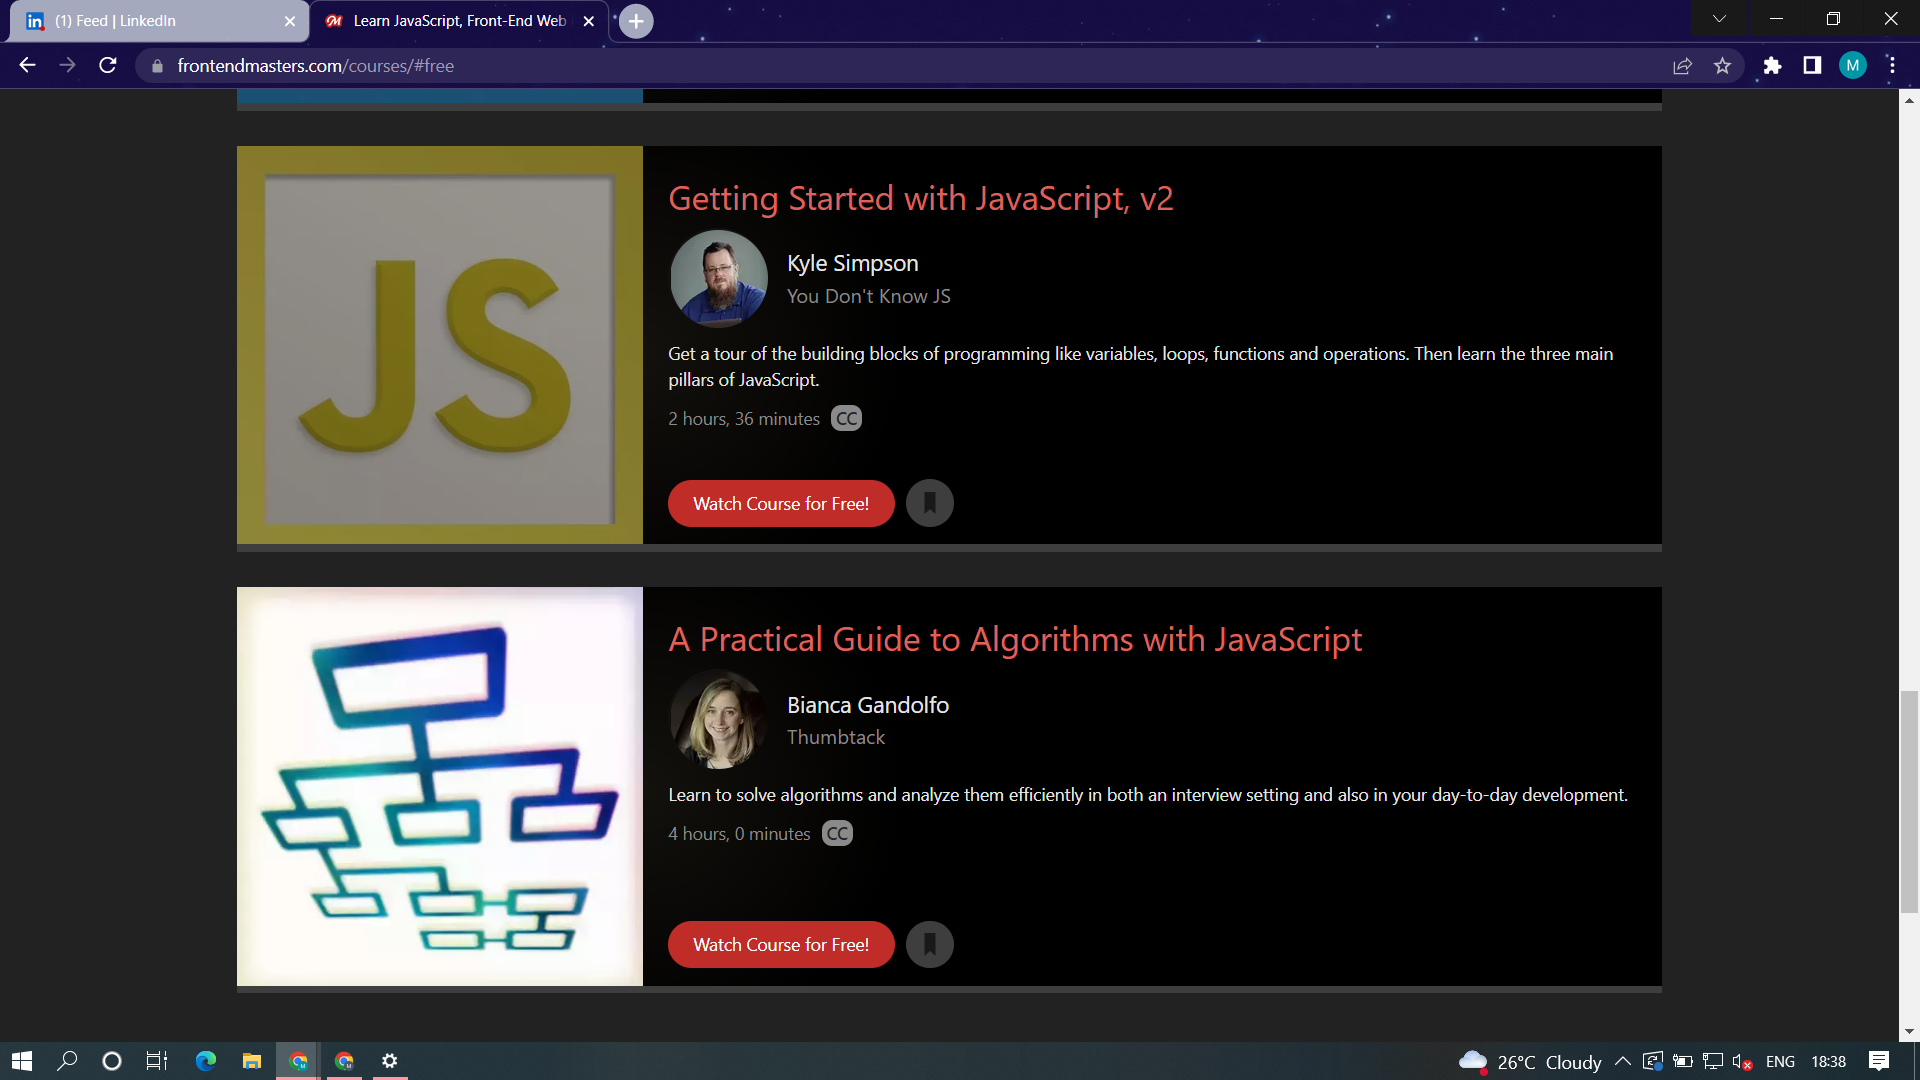 (1) Feed | LinkedIn
Learn JavaScript, Front-End Web
frontendmasters.com/courses/#free
M
JS
Getting Started with JavaScript, v2
Kyle Simpson
You Don't Know JS
Get a tour of the building blocks of programming like variables, loops, functions and operations. Then learn the three main
pillars of JavaScript.
2 hours, 36 minutes CC
Watch Course for Free!
A Practical Guide to Algorithms with JavaScript
Bianca Gandolfo
Thumbtack
Learn to solve algorithms and analyze them efficiently in both an interview setting and also in your day-to-day development.
4 hours, 0 minutes CC
Watch Course for Free!
26°C Cloudy ENG 18:38